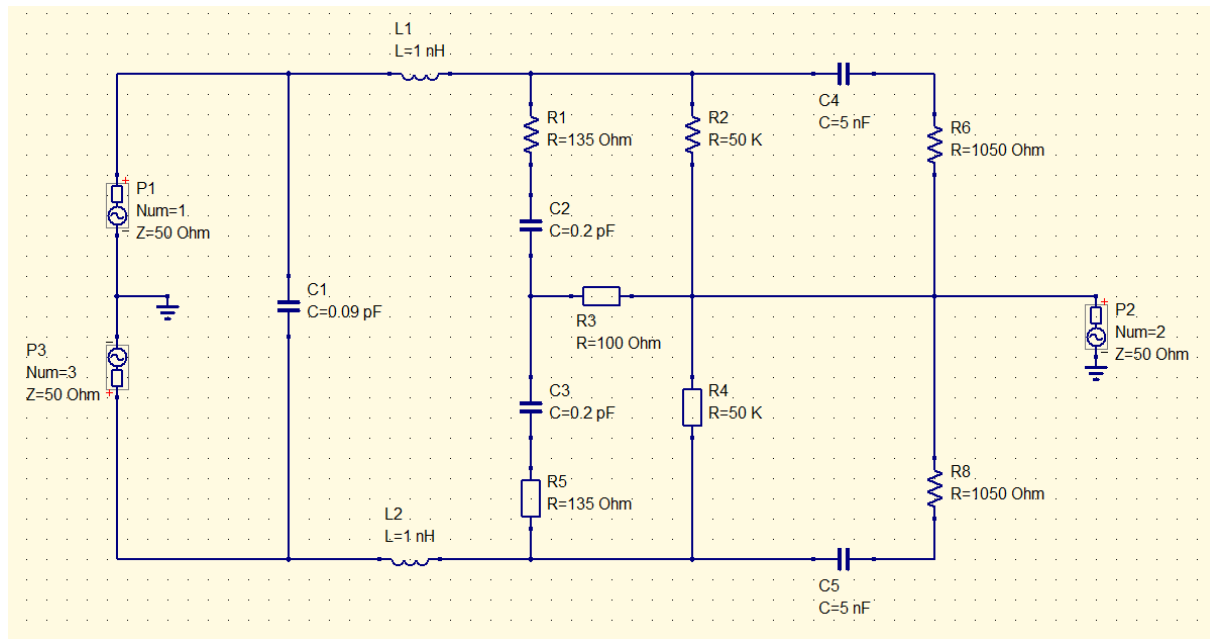 L1
L=1 nH
R1
R=135 Ohm
R2
R=50 K
C4
C=5 nF
R6
R=1050 Ohm
P1
Num=1
Z=50 Ohm
C2
C=0.2 pF
C1
C=0.09 pF
R3
R=100 Ohm
P2
Num=2
Z=50 Ohm
P3
Num=3
Z=50 Ohm
C3
C=0.2 pF
R4
R=50 K
R5
R=135 Ohm
R8
R=1050 Ohm
L2
L=1 nH
C5
C=5 nF